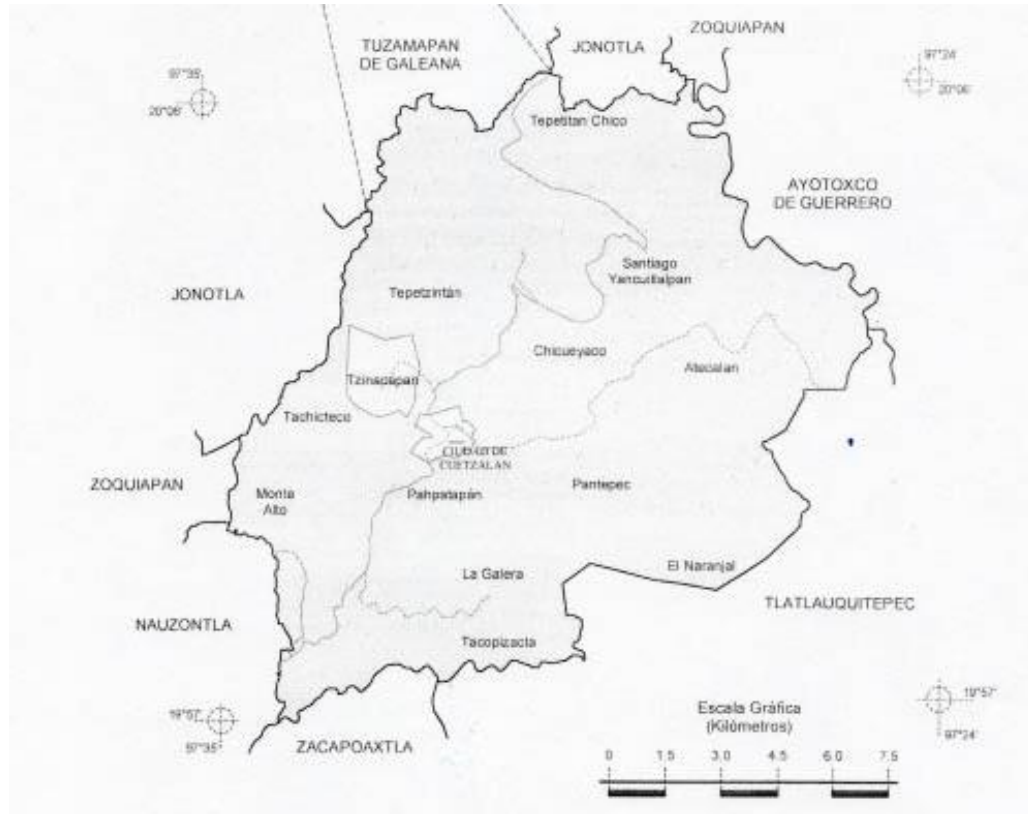 ZOQUIAPAN
TUZAMAPAN
DE GALEANA
JONOTLA
97°35'
20°06'
97°24'
20°06'
Tepetitan Chico
AYOTOXCO
DE GUERRERO
Santiago
Yancuitlalpan
JONOTLA
Tepetzintán
Chicueyaco
Atecalan
Tzinacapan
Tachicteco
CIUDAD DE
CUETZALAN
ZOQUIAPAN
Monta
Alto
Pahpatapán
Pantepec
La Galera
El Naranjal
TLATLAUQUITEPEC
NAUZONTLA
Tacopizacta
19°57'
97°35'
ZACAPOAXTLA
19°57'
97°24'
Escala Gráfica
(Kilómetros)
0 1.5 3.0 4.5 6.0 7.5